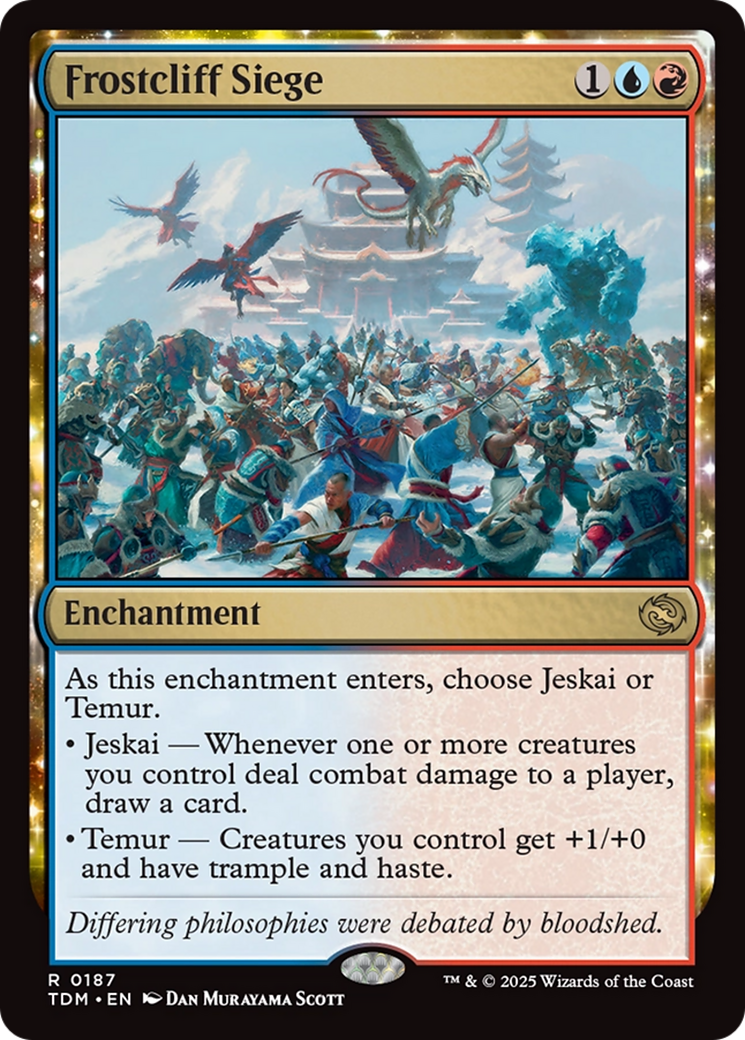 Frostcliff Siege 1
Enchantment
As this enchantment enters, choose Jeskai or
Temur.
• Jeskai — Whenever one or more creatures
you control deal combat damage to a player,
draw a card.
• Temur — Creatures you control get +1/+0
and have trample and haste.
Differing philosophies were debated by bloodshed.
R 0187
TDM • EN Dan Murayama Scott
™ & © 2025 Wizards of the Coast